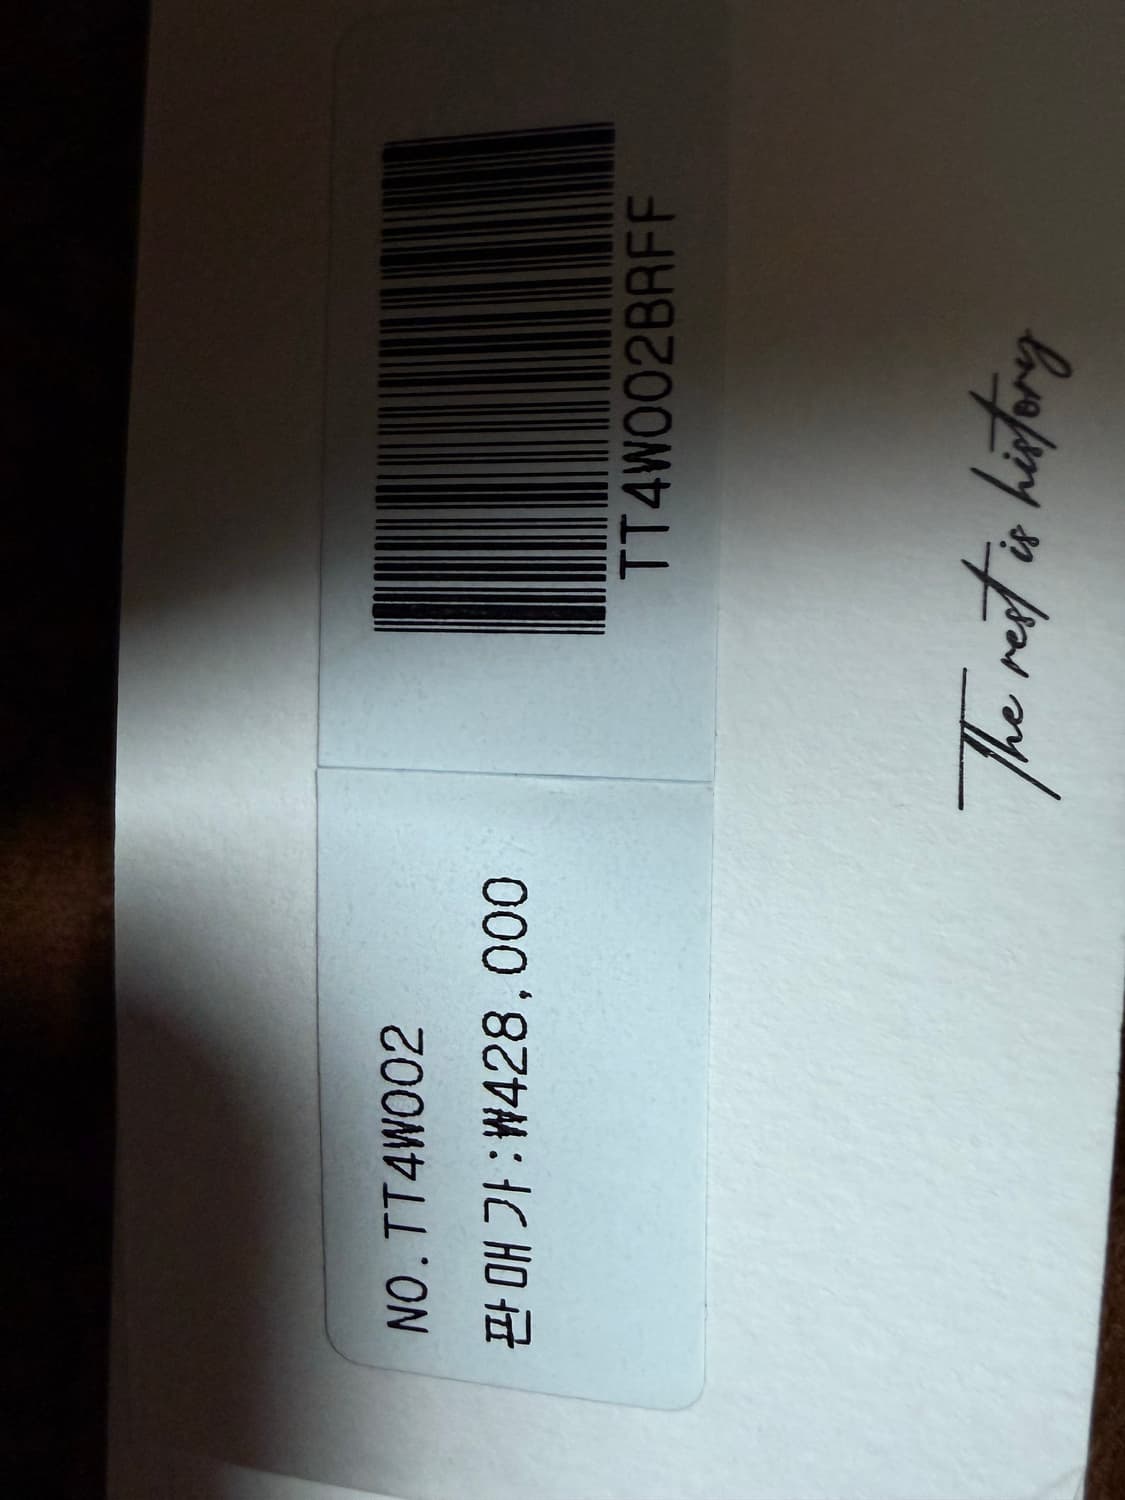 NO.TT4W002
판매가:₩428,000
TT4W002BRFF
The rest is history